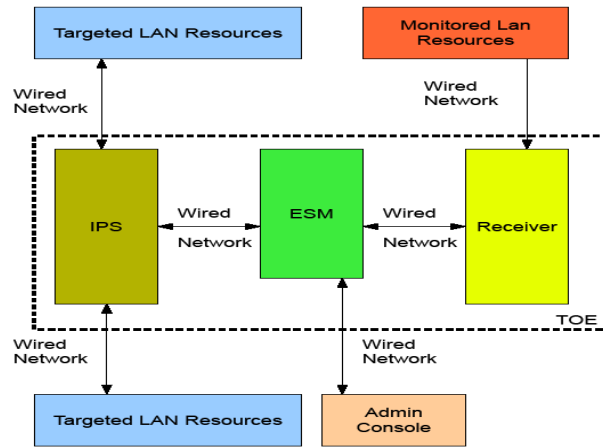 Targeted LAN Resources
Monitored Lan
Resources
Wired
Network
Wired
Network
IPS
Wired
Network
ESM
Wired
Network
Receiver
TOE
Wired
Network
Wired
Network
Targeted LAN Resources
Admin
Console